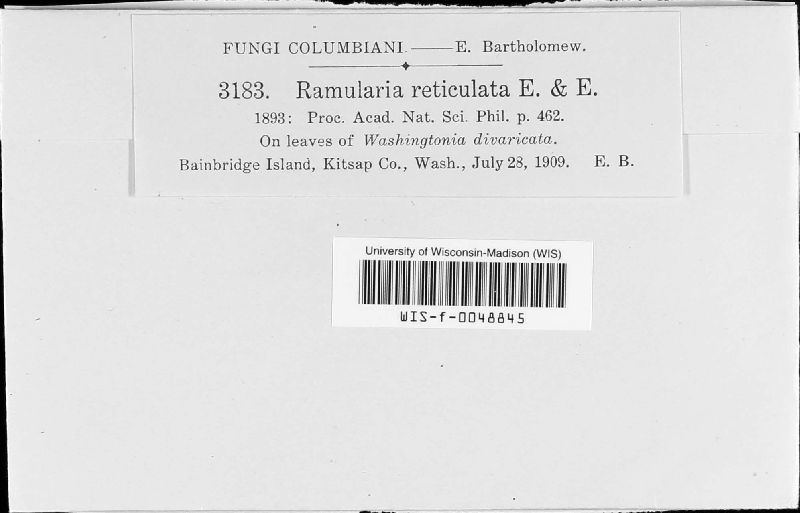 FUNGI COLUMBIANI.——E. Bartholomew.
3183. Ramularia reticulata E. & E.
1893: Proc. Acad. Nat. Sci. Phil. p. 462.
On leaves of Washingtonia divaricata.
Bainbridge Island, Kitsap Co., Wash., July 28, 1909. E. B.
University of Wisconsin-Madison (WIS)
WIS-f-0048845